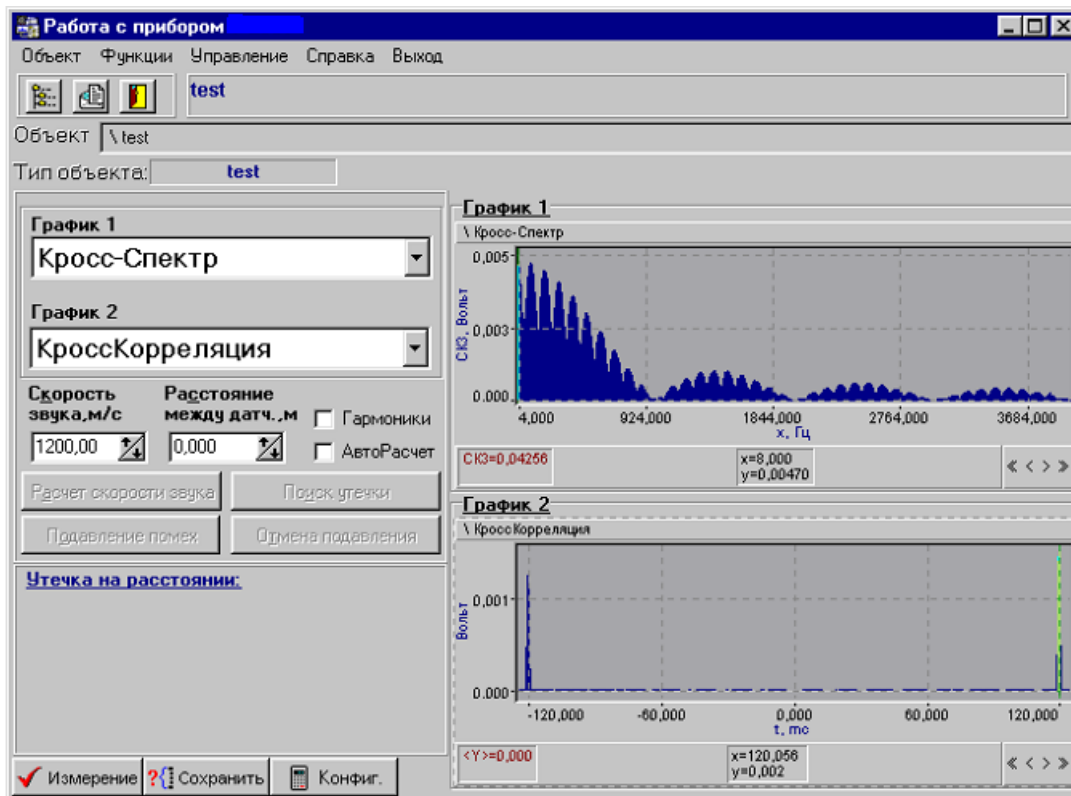 Работа с прибором
Объект Функции Управление Справка Выход
test
Объект \ test
Тип объекта: test
График 1
Кросс-Спектр
График 2
КроссКорреляция
Скорость звука,м/с
Расстояние между датч.,м
1200,00
0,000
Гармоники
АвтоРасчет
Расчет скорости звука
Поиск утечки
Подавление помех
Отмена подавления
Утечка на расстоянии:
Измерение
Сохранить
Конфиг.
График 1
\ Кросс-Спектр
СКЗ, Вольт
0,005
0,003
0,000
4,000 924,000 1844,000 2764,000 3684,000
x, Гц
СКЗ=0,04256
x=8,000
y=0,00470
График 2
\ КроссКорреляция
Вольт
0,001
0,000
-120,000 -60,000 0,000 60,000 120,000
t, mc
<Y>=0,000
x=120,056
y=0,002